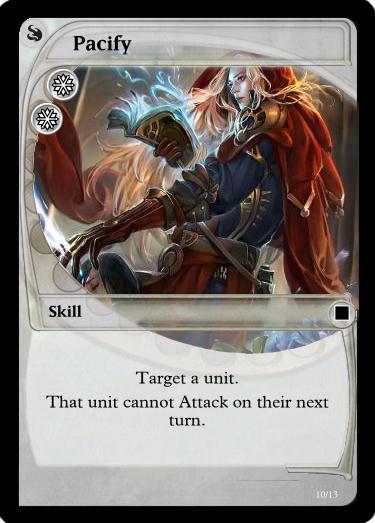 Pacify
Skill
Target a unit.
That unit cannot Attack on their next
turn.
10/13